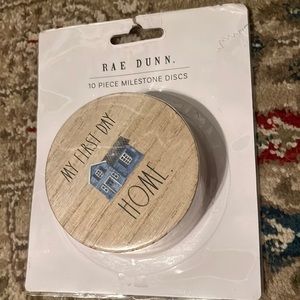 RAE DUNN.
10 PIECE MILESTONE DISCS
MY FIRST DAY
HOME.